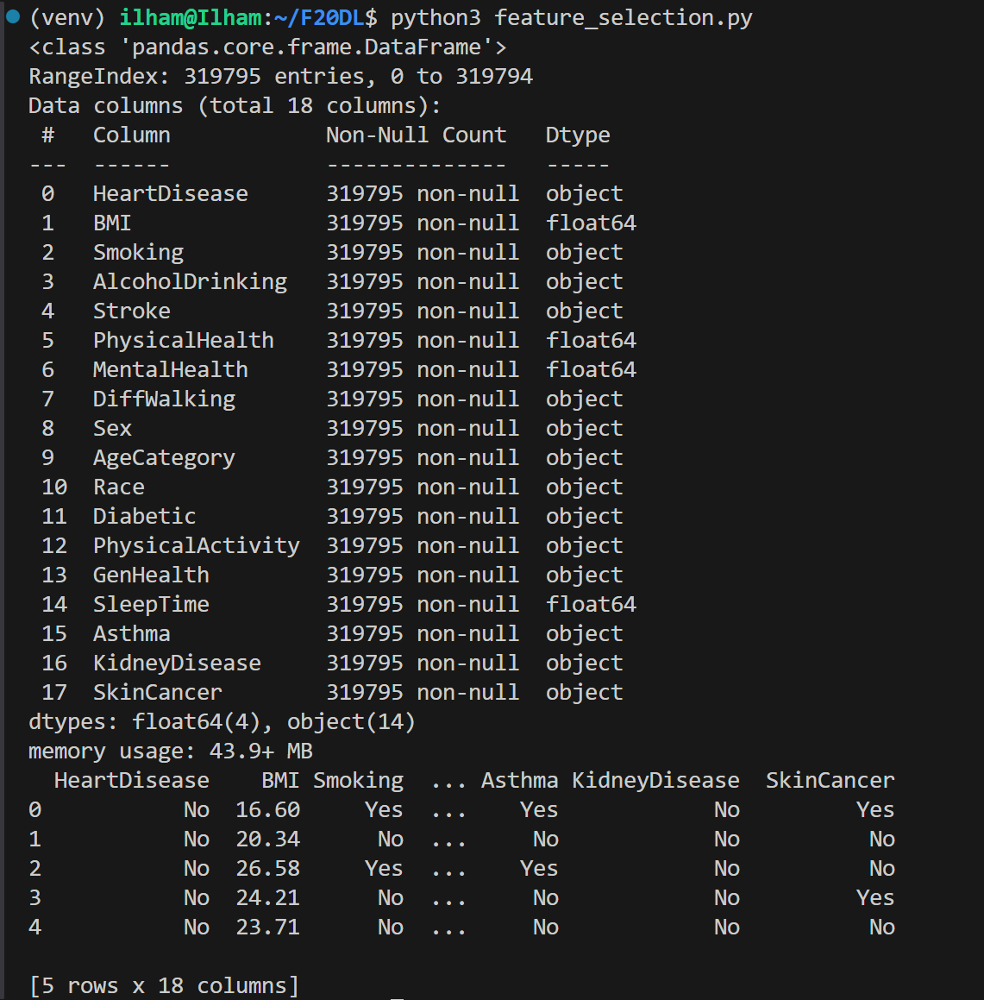 (venv) ilham@Ilham:~/F20DL$ python3 feature_selection.py
<class 'pandas.core.frame.DataFrame'>
RangeIndex: 319795 entries, 0 to 319794
Data columns (total 18 columns):
 #   Column            Non-Null Count   Dtype
---  ------            --------------   -----
 0   HeartDisease      319795 non-null  object
 1   BMI               319795 non-null  float64
 2   Smoking           319795 non-null  object
 3   AlcoholDrinking   319795 non-null  object
 4   Stroke            319795 non-null  object
 5   PhysicalHealth    319795 non-null  float64
 6   MentalHealth      319795 non-null  float64
 7   DiffWalking       319795 non-null  object
 8   Sex               319795 non-null  object
 9   AgeCategory       319795 non-null  object
 10  Race              319795 non-null  object
 11  Diabetic          319795 non-null  object
 12  PhysicalActivity  319795 non-null  object
 13  GenHealth         319795 non-null  object
 14  SleepTime         319795 non-null  float64
 15  Asthma            319795 non-null  object
 16  KidneyDisease     319795 non-null  object
 17  SkinCancer        319795 non-null  object
dtypes: float64(4), object(14)
memory usage: 43.9+ MB
  HeartDisease    BMI Smoking  ... Asthma KidneyDisease  SkinCancer
0           No  16.60     Yes  ...    Yes            No         Yes
1           No  20.34      No  ...     No            No          No
2           No  26.58     Yes  ...    Yes            No          No
3           No  24.21      No  ...     No            No         Yes
4           No  23.71      No  ...     No            No          No
[5 rows x 18 columns]